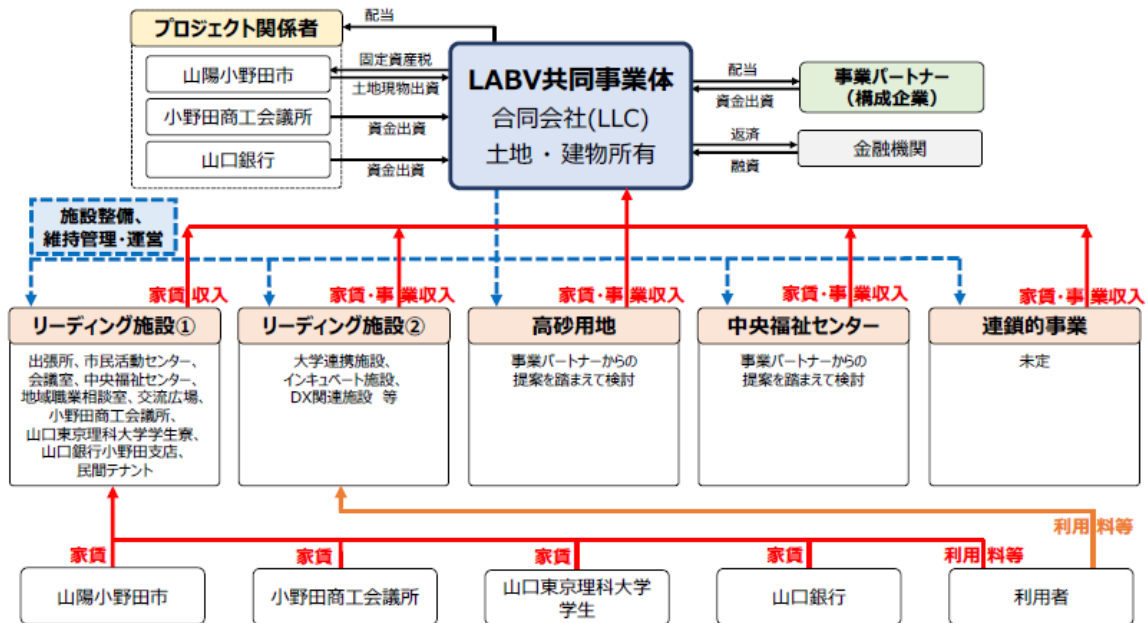 配当
プロジェクト関係者
山陽小野田市
小野田商工会議所
山口銀行
固定資産税
土地現物出資
資金出資
資金出資
LABV共同事業体
合同会社(LLC)
土地・建物所有
配当
資金出資
返済
融資
事業パートナー
(構成企業)
金融機関
施設整備、
維持管理・運営
家賃収入
家賃・事業収入
家賃・事業収入
家賃・事業収入
家賃・事業収入
リーディング施設①
出張所、市民活動センター、
会議室、中央福祉センター、
地域職業相談室、交流広場、
小野田商工会議所、
山口東京理科大学学生寮、
山口銀行小野田支店、
民間テナント
リーディング施設②
大学連携施設、
インキュベート施設、
DX関連施設 等
高砂用地
事業パートナーからの
提案を踏まえて検討
中央福祉センター
事業パートナーからの
提案を踏まえて検討
連鎖的事業
未定
利用料等
家賃
家賃
家賃
家賃
利用料等
山陽小野田市
小野田商工会議所
山口東京理科大学
学生
山口銀行
利用者